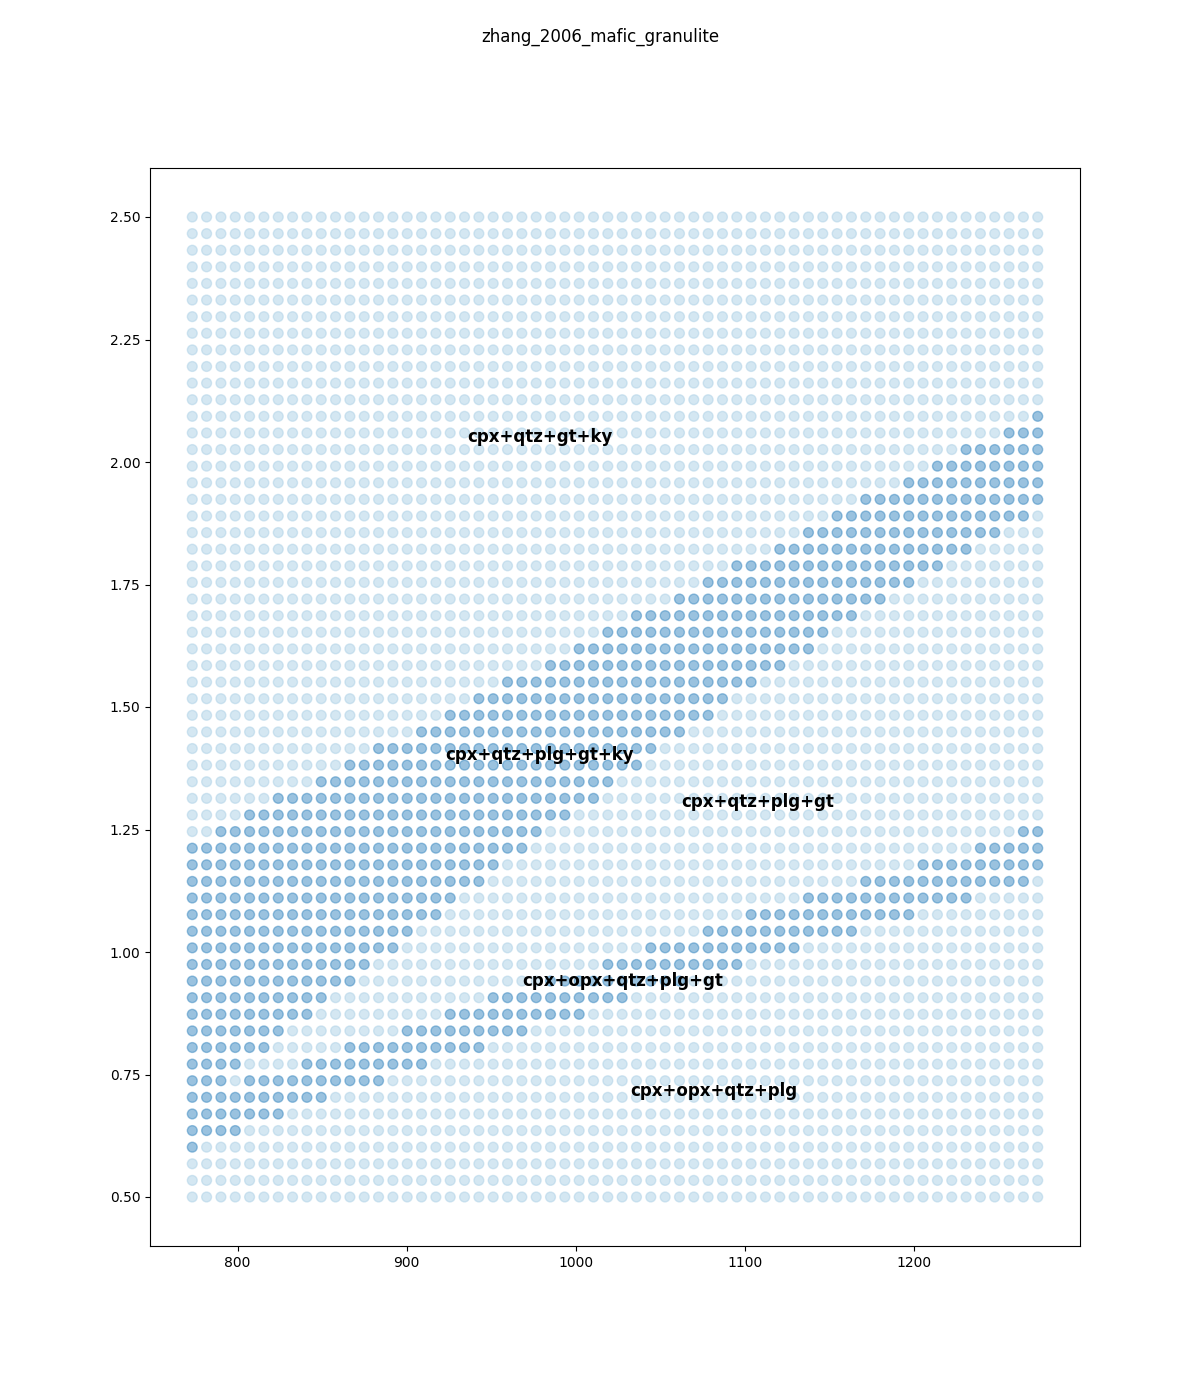 zhang_2006_mafic_granulite
2.50
2.25
cpx+qtz+gt+ky
2.00
1.75
1.50
cpx+qtz+plg+gt+ky
cpx+qtz+plg+gt
1.25
1.00
cpx+opx+qtz+plg+gt
0.75
cpx+opx+qtz+plg
0.50
800 900 1000 1100 1200